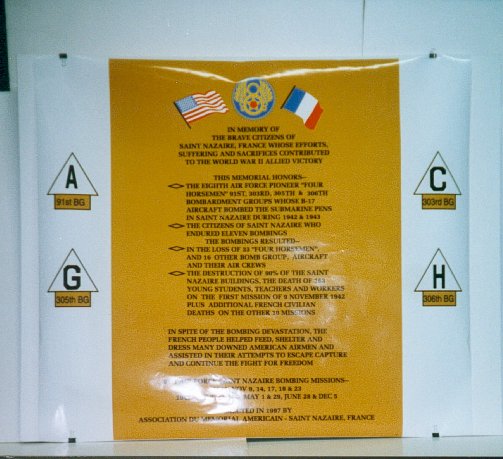 IN MEMORY OF
THE BRAVE CITIZENS OF
SAINT NAZAIRE, FRANCE WHOSE EFFORTS,
SUFFERING AND SACRIFICES CONTRIBUTED
TO THE WORLD WAR II ALLIED VICTORY
THIS MEMORIAL HONORS--
THE EIGHTH AIR FORCE PIONEER "FOUR
HORSEMEN" 91ST, 303RD, 305TH & 306TH
BOMBARDMENT GROUPS WHOSE B-17
AIRCRAFT BOMBED THE SUBMARINE PENS
IN SAINT NAZAIRE DURING 1942 & 1943
THE CITIZENS OF SAINT NAZAIRE WHO
ENDURED ELEVEN BOMBINGS
THE BOMBINGS RESULTED--
IN THE LOSS OF 33 "FOUR HORSEMEN",
AND 16 OTHER BOMB GROUP, AIRCRAFT
AND THEIR AIR CREWS
THE DESTRUCTION OF 90% OF THE SAINT
NAZAIRE BUILDINGS, THE DEATH OF
YOUNG STUDENTS, TEACHERS AND WORKERS
ON THE FIRST MISSION OF 9 NOVEMBER 1942
PLUS ADDITIONAL FRENCH CIVILIAN
DEATHS ON THE OTHER 10 MISSIONS
IN SPITE OF THE BOMBING DEVASTATION, THE
FRENCH PEOPLE HELPED FEED, SHELTER AND
DRESS MANY DOWNED AMERICAN AIRMEN AND
ASSISTED IN THEIR ATTEMPTS TO ESCAPE CAPTURE
AND CONTINUE THE FIGHT FOR FREEDOM
SAINT NAZAIRE BOMBING MISSIONS--
NOV 9, 14, 17, 18 & 23
MAY 1 & 29, JUNE 28 & DEC 5
IN 1997 BY
ASSOCIATION DU MEMORIAL AMERICAIN - SAINT NAZAIRE, FRANCE
A
91st BG
C
303rd BG
G
305th BG
H
306th BG